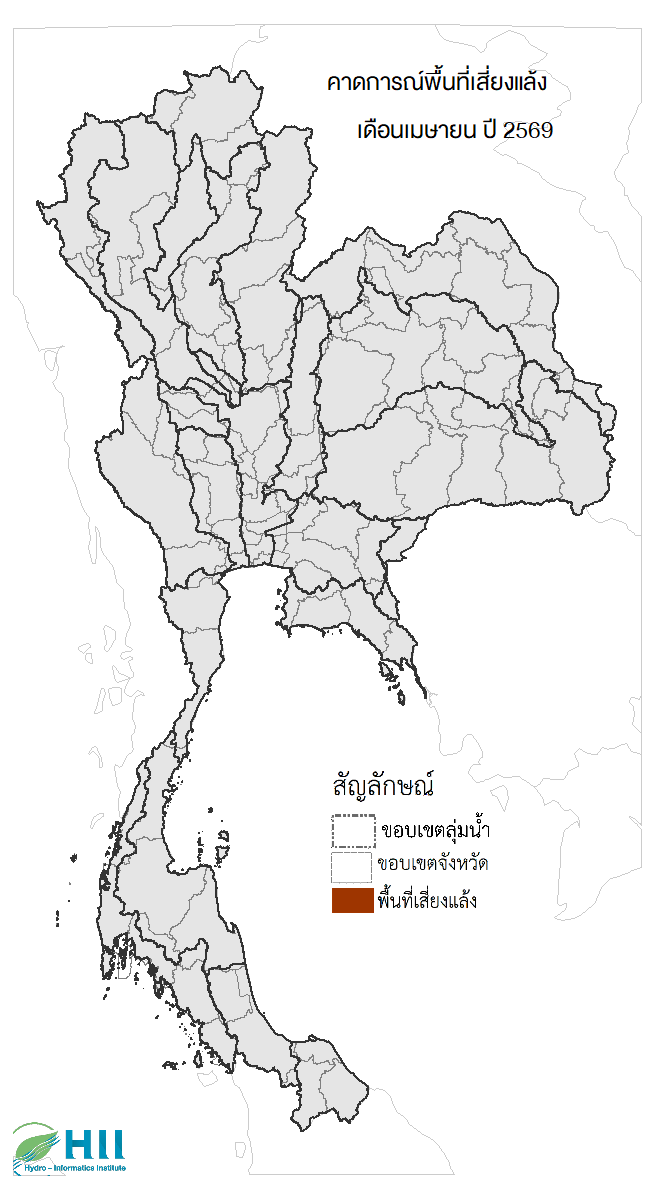 คาดการณ์พื้นที่เสี่ยงแล้ง
เดือนเมษายน ปี 2569
สัญลักษณ์
ขอบเขตลุ่มน้ำ
ขอบเขตจังหวัด
พื้นที่เสี่ยงแล้ง
HII
Hydro – Informatics Institute